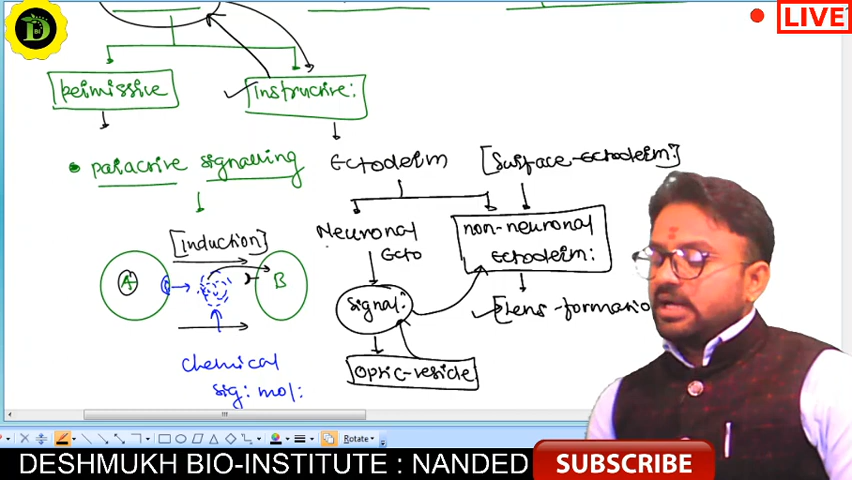 LIVE
D
Permissive
instructive:
• paracrine signalling
Ectoderm [Surface-Ectoderm:]
[induction]
Neuronal
Ecto
non-neuronal
Ectoderm:
A
B
signal:
[Lens-formatio
optic-vesicle
chemical
sig: mol:
Rotate
DESHMUKH BIO-INSTITUTE : NANDED
SUBSCRIBE